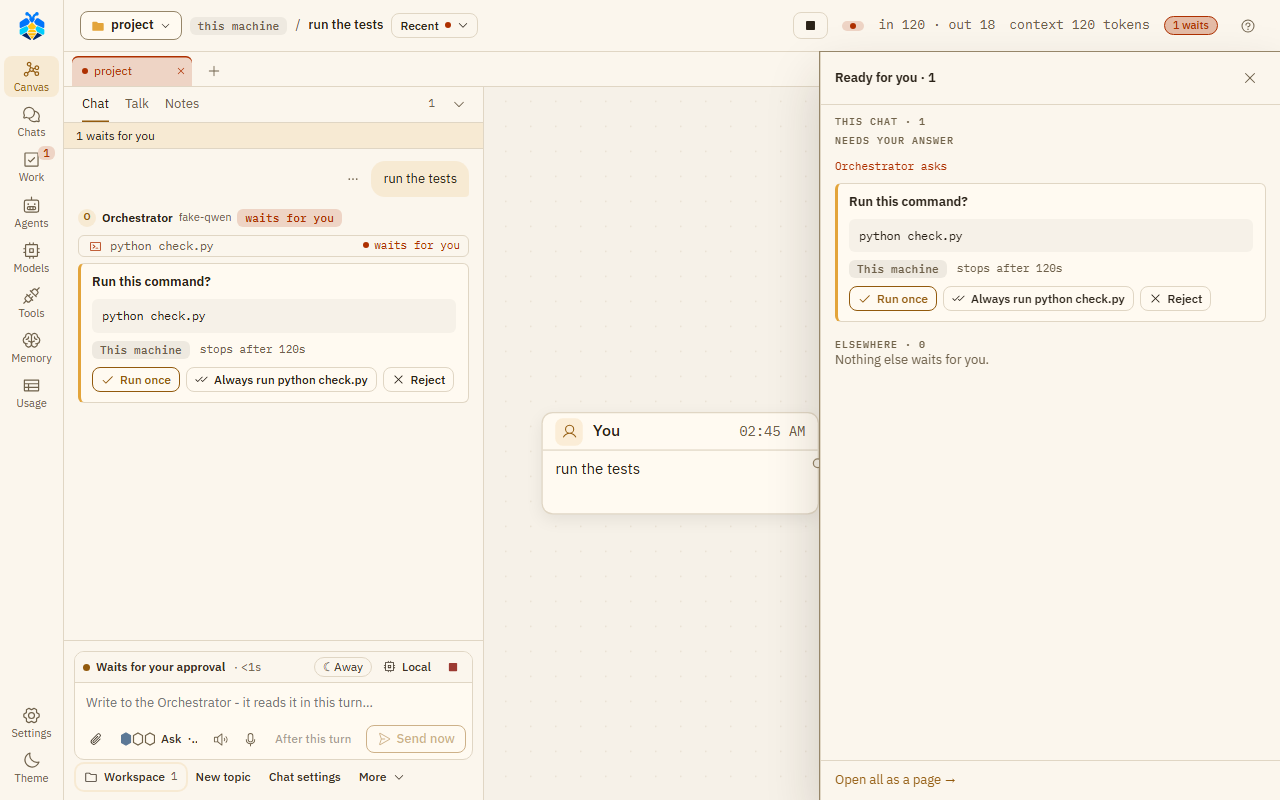 project
this machine
/
run the tests
Recent
in 120 · out 18
context 120 tokens
1 waits
Canvas
Chats
1
Work
Agents
Models
Tools
Memory
Usage
Settings
Theme
project
Chat
Talk
Notes
1
1 waits for you
run the tests
O
Orchestrator fake-qwen waits for you
python check.py
waits for you
Run this command?
python check.py
This machine stops after 120s
Run once
Always run python check.py
Reject
You
02:45 AM
run the tests
Waits for your approval · <1s
Away
Local
Write to the Orchestrator - it reads it in this turn...
Ask ·..
After this turn
Send now
Workspace 1
New topic
Chat settings
More
Ready for you · 1
THIS CHAT · 1
NEEDS YOUR ANSWER
Orchestrator asks
Run this command?
python check.py
This machine stops after 120s
Run once
Always run python check.py
Reject
ELSEWHERE · 0
Nothing else waits for you.
Open all as a page →